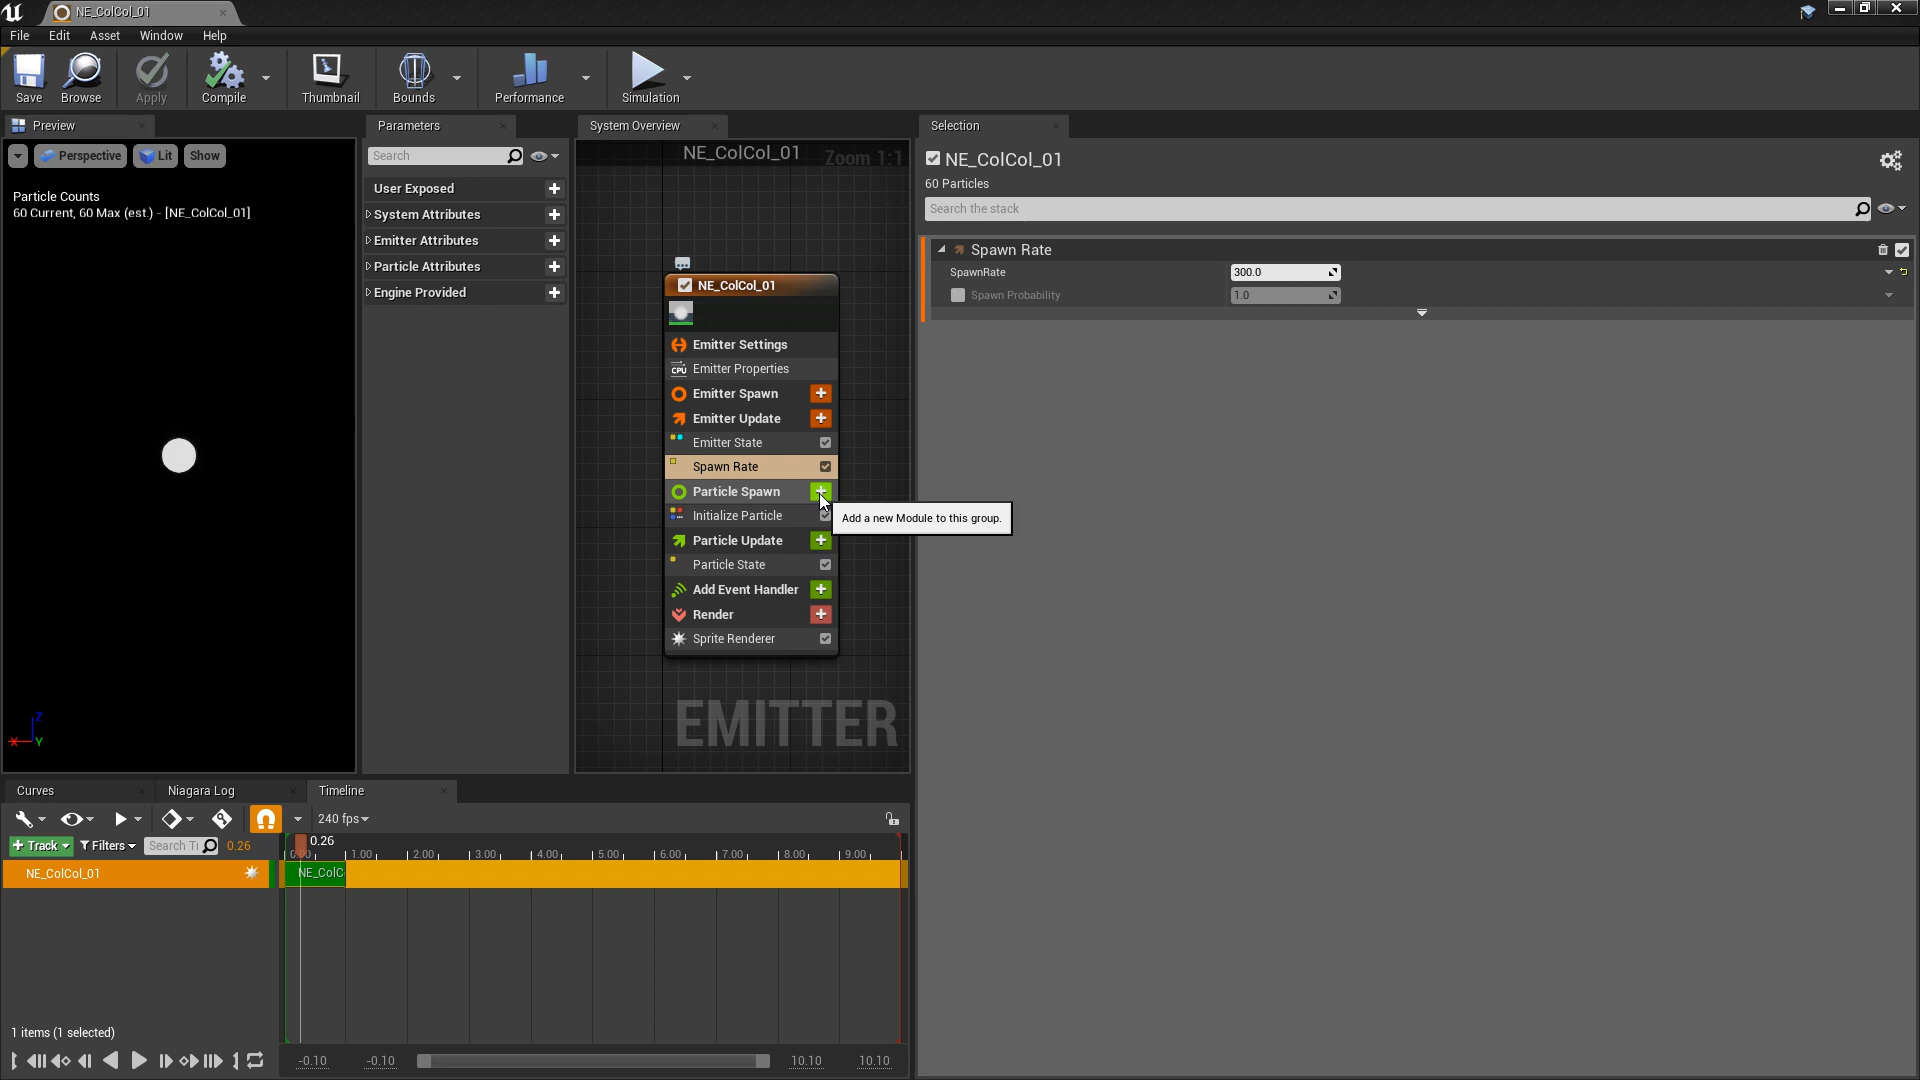 NE_ColCol_01
File Edit Asset Window Help
Save Browse Apply Compile Thumbnail Bounds Performance Simulation
Preview
Perspective Lit Show
Particle Counts
60 Current, 60 Max (est.) - [NE_ColCol_01]
Z
X Y
Parameters
Search
User Exposed
System Attributes
Emitter Attributes
Particle Attributes
Engine Provided
System Overview
NE_ColCol_01 Zoom 1:1
NE_ColCol_01
Emitter Settings
CPU Emitter Properties
Emitter Spawn
Emitter Update
Emitter State
Spawn Rate
Particle Spawn
Initialize Particle
Particle Update
Particle State
Add Event Handler
Render
Sprite Renderer
Add a new Module to this group.
EMITTER
Selection
NE_ColCol_01
60 Particles
Search the stack
Spawn Rate
SpawnRate 300.0
Spawn Probability 1.0
Curves Niagara Log Timeline
240 fps
+ Track Filters Search Ti 0.26
0.26
0.00 1.00 2.00 3.00 4.00 5.00 6.00 7.00 8.00 9.00
NE_ColCol_01 NE_ColC
1 items (1 selected)
-0.10 -0.10 10.10 10.10